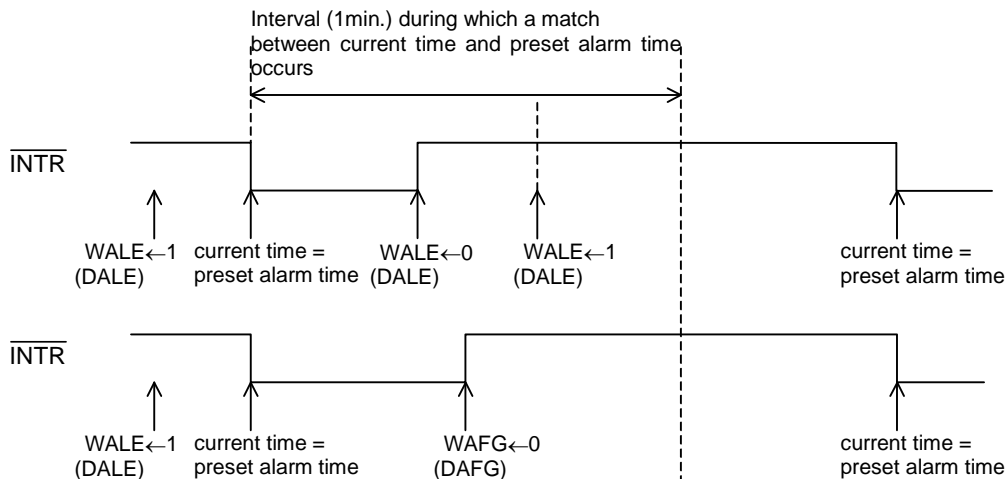 Interval (1min.) during which a match
between current time and preset alarm time
occurs
INTR
WALE←1 current time = WALE←0 WALE←1 current time =
(DALE) preset alarm time (DALE) (DALE) preset alarm time
INTR
WALE←1 current time = WAFG←0 current time =
(DALE) preset alarm time (DAFG) preset alarm time